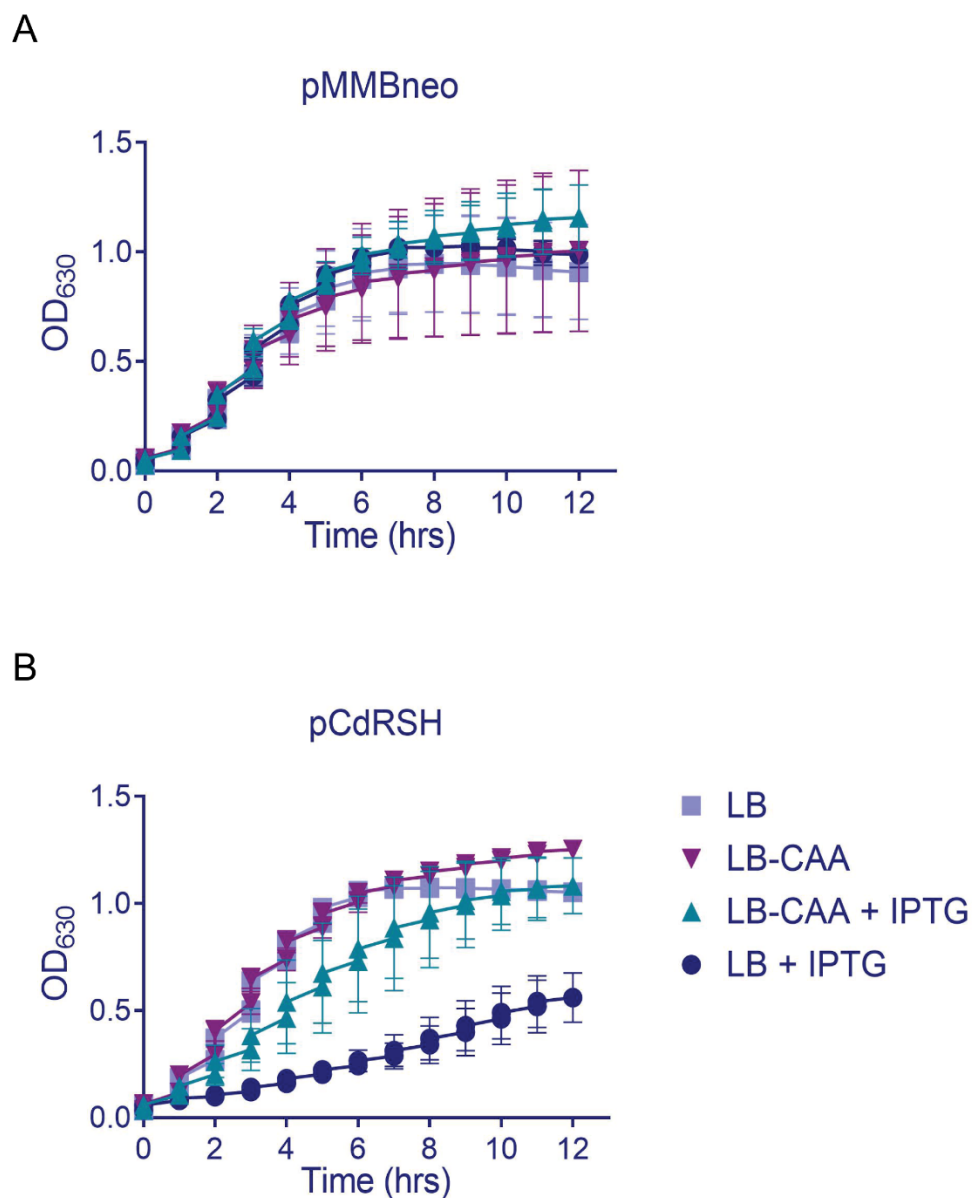 A
pMMBneo
1.5
1.0
0.5
0.0
OD630
0 2 4 6 8 10 12
Time (hrs)
B
pCdRSH
1.5
1.0
0.5
0.0
OD630
0 2 4 6 8 10 12
Time (hrs)
LB
LB-CAA
LB-CAA + IPTG
LB + IPTG